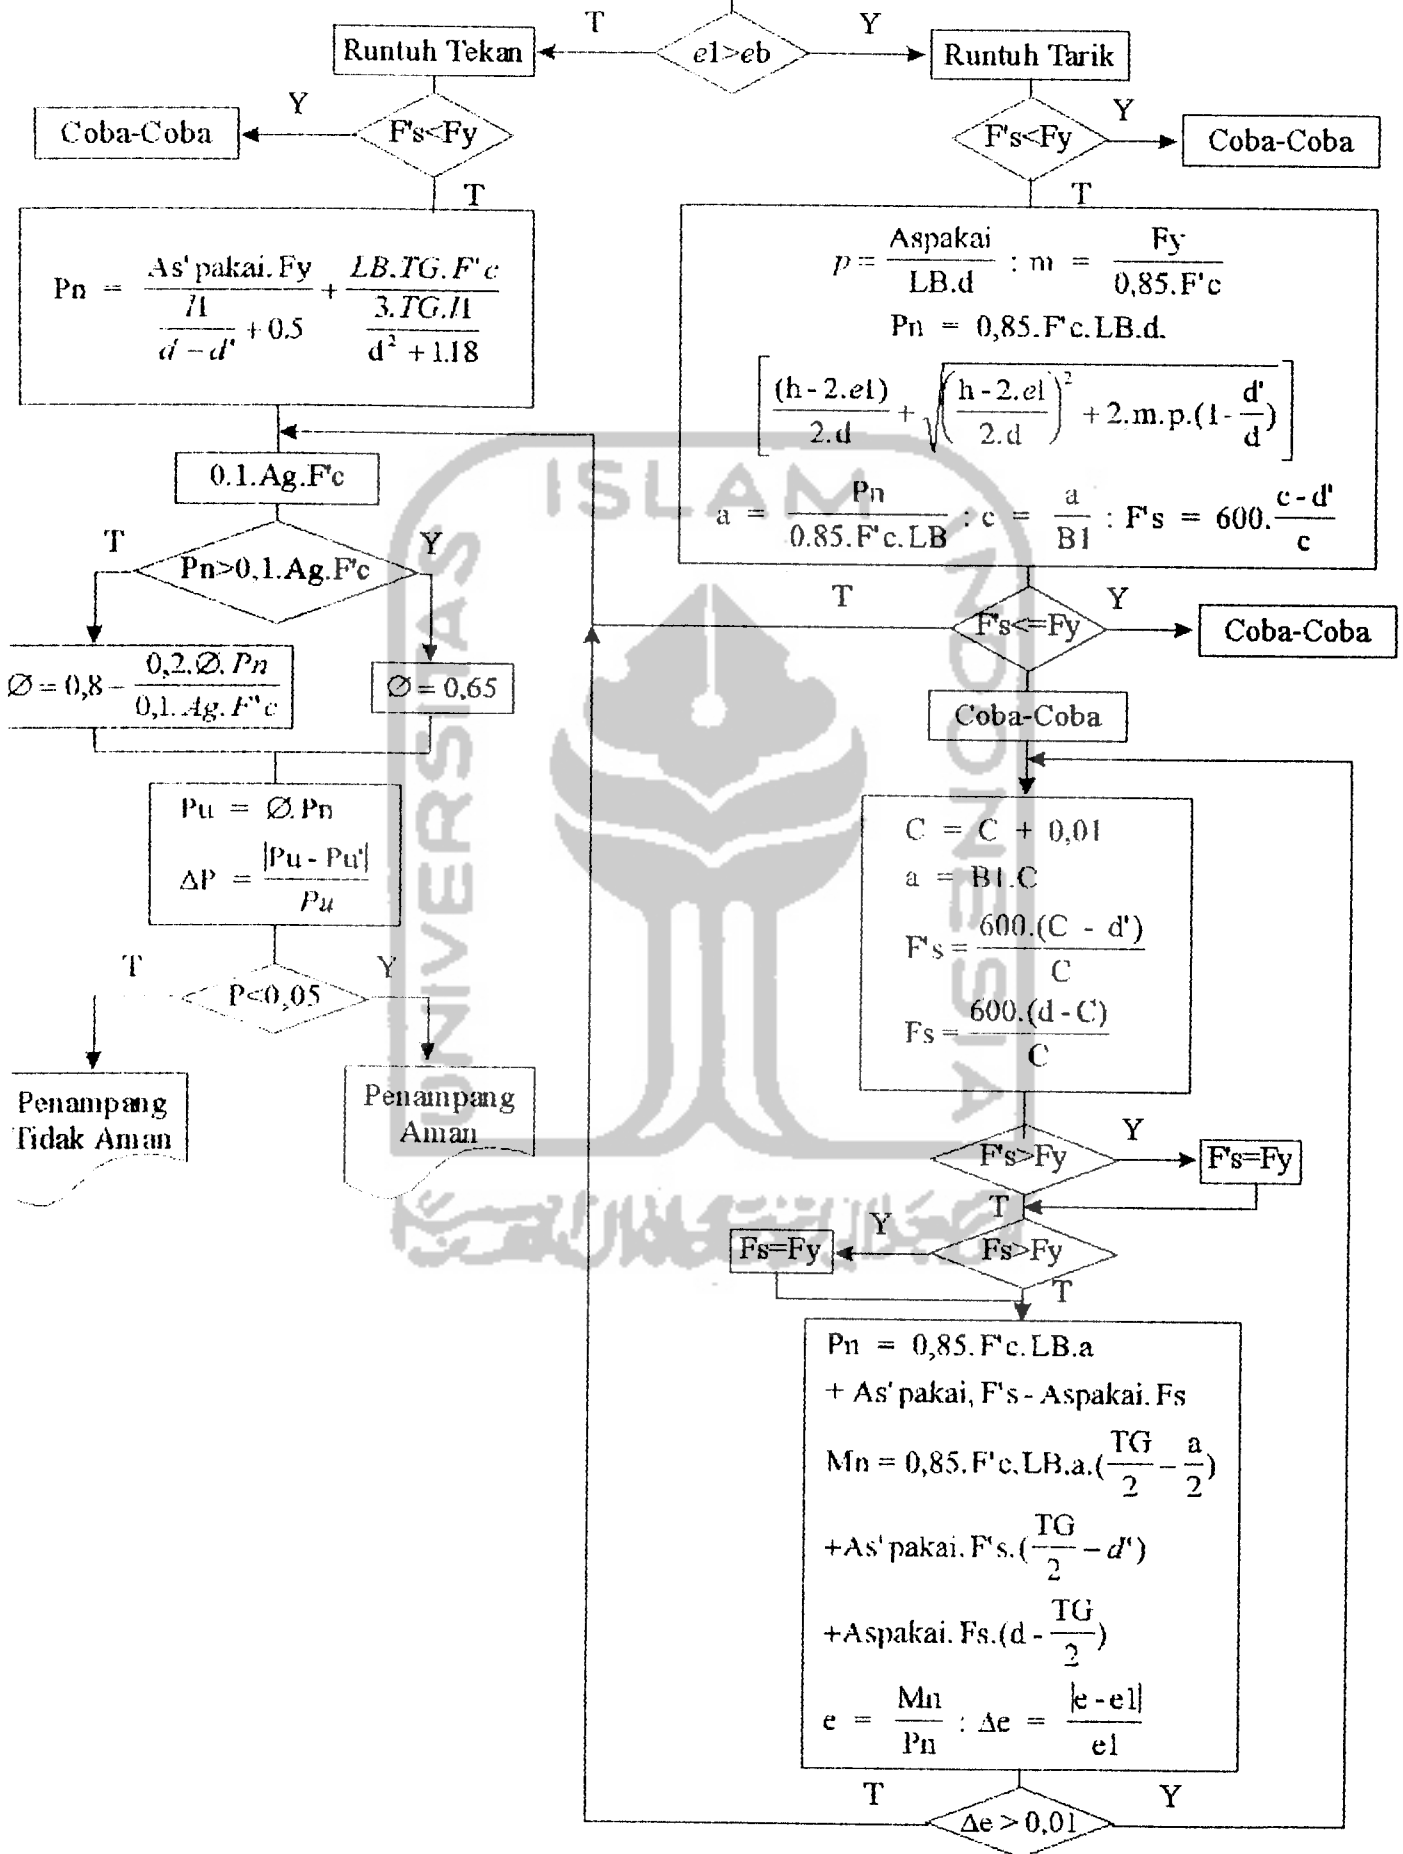 T
e1>eb
Y
Runtuh Tekan
Runtuh Tarik
Y
F's<Fy
Coba-Coba
T
F's<Fy
Y
Coba-Coba
T
Pn = As' pakai. Fy / (l1 / (d - d') + 0.5) + LB.TG. F' c / (3.TG.l1 / (d² + 1.18))
p = Aspakai / LB.d : m = Fy / 0,85.F'c
Pn = 0,85.F'c.LB.d.
[ (h - 2.e1) / 2.d + √( ( (h - 2.e1) / 2.d )² + 2.m.p.(1 - d' / d) ) ]
a = Pn / 0.85.F'c.LB : c = a / B1 : F's = 600. (c - d') / c
0.1.Ag.F'c
T
Pn>0,1.Ag.F'c
Y
T
F's<=Fy
Y
Coba-Coba
Ø = 0,8 – 0,2.Ø. Pn / 0,1. Ag. F' c
Ø = 0,65
Coba-Coba
Pu = Ø. Pn
ΔP = |Pu - Pu'| / Pu
C = C + 0,01
a = B1.C
F's = 600.(C - d') / C
Fs = 600.(d - C) / C
T
P<0,05
Y
Penampang
Tidak Aman
Penampang
Aman
F's>Fy
Y
F's=Fy
T
Fs>Fy
Y
Fs=Fy
T
Pn = 0,85. F'c. LB.a
+ As' pakai, F's - Aspakai. Fs
Mn = 0,85. F'c. LB.a.(TG / 2 – a / 2)
+As' pakai. F's. (TG / 2 – d')
+Aspakai. Fs.(d - TG / 2)
e = Mn / Pn : Δe = |e - e1| / e1
T
Δe > 0,01
Y
UNIVERSITAS
ISLAM
INDONESIA